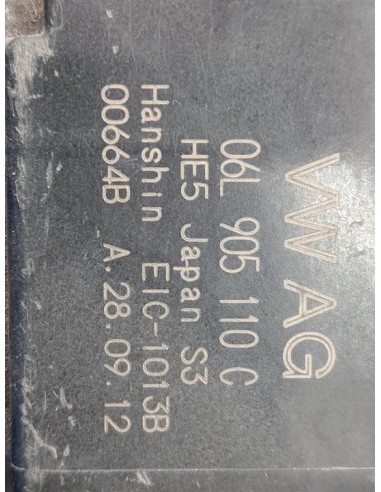 VW AG
06L 905 110 C
HE5 Japan S3
Hanshin EIC-1013B
00664B A.28.09.12